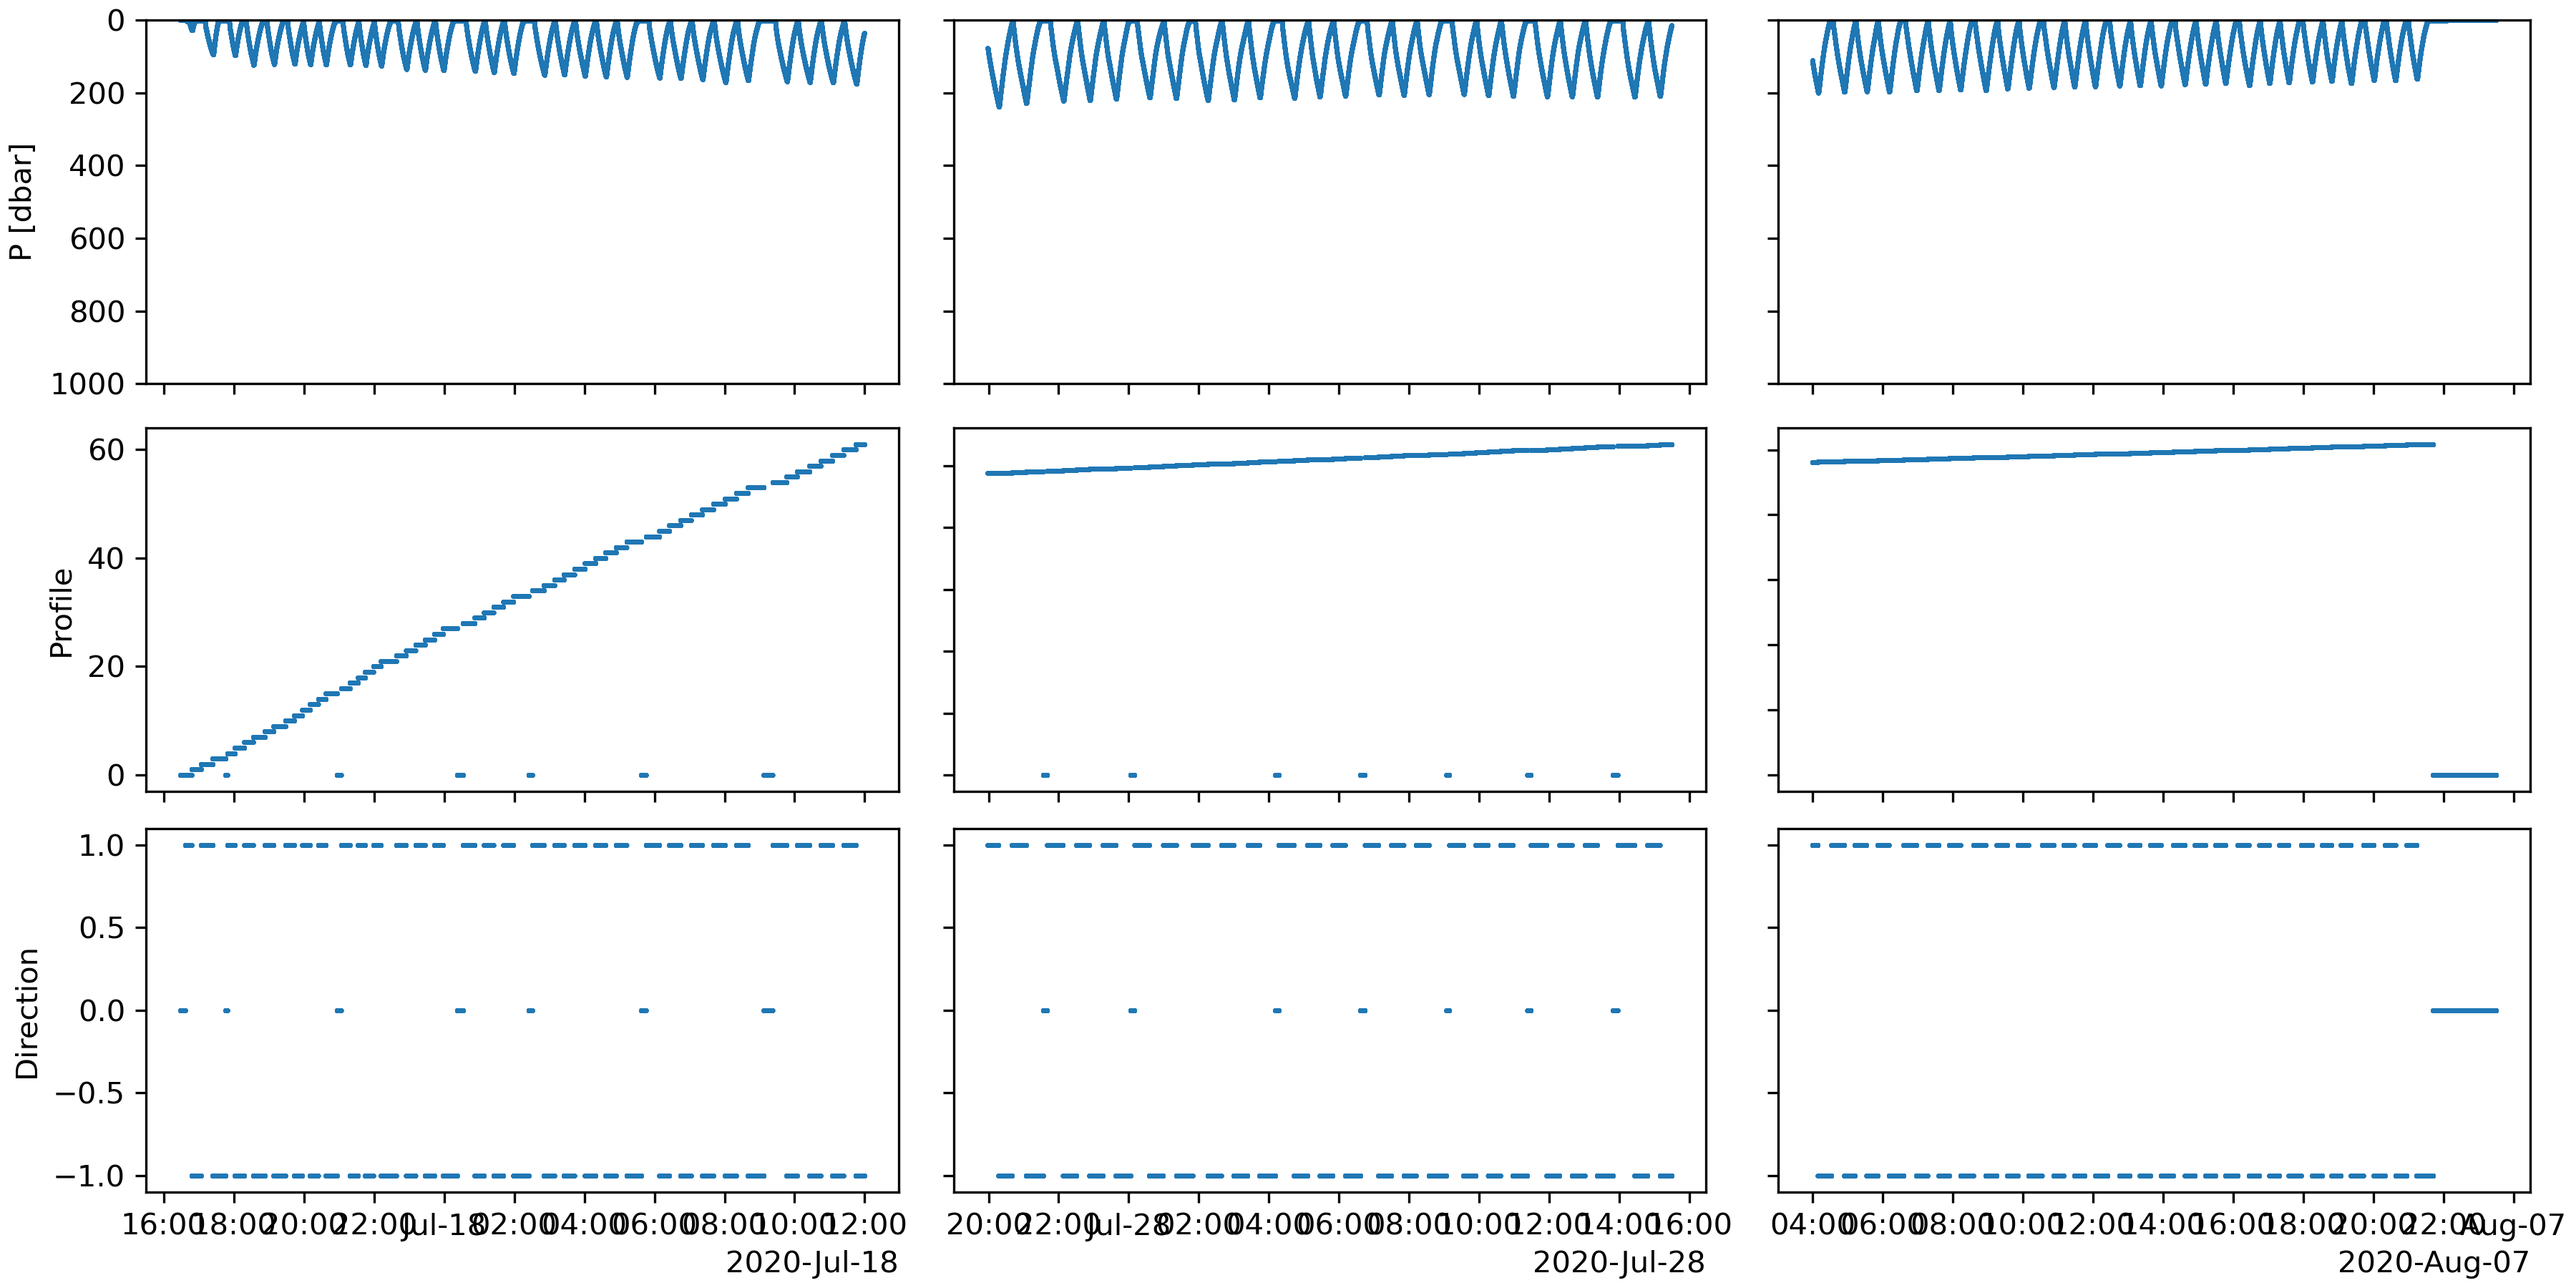 0
200
400
600
800
1000
P [dbar]
60
40
20
0
Profile
1.0
0.5
0.0
−0.5
−1.0
Direction
16:00 18:00 20:00 22:00 Jul-18 02:00 04:00 06:00 08:00 10:00 12:00
2020-Jul-18
20:00 22:00 Jul-28 02:00 04:00 06:00 08:00 10:00 12:00 14:00 16:00
2020-Jul-28
04:00 06:00 08:00 10:00 12:00 14:00 16:00 18:00 20:00 22:00 Aug-07
2020-Aug-07